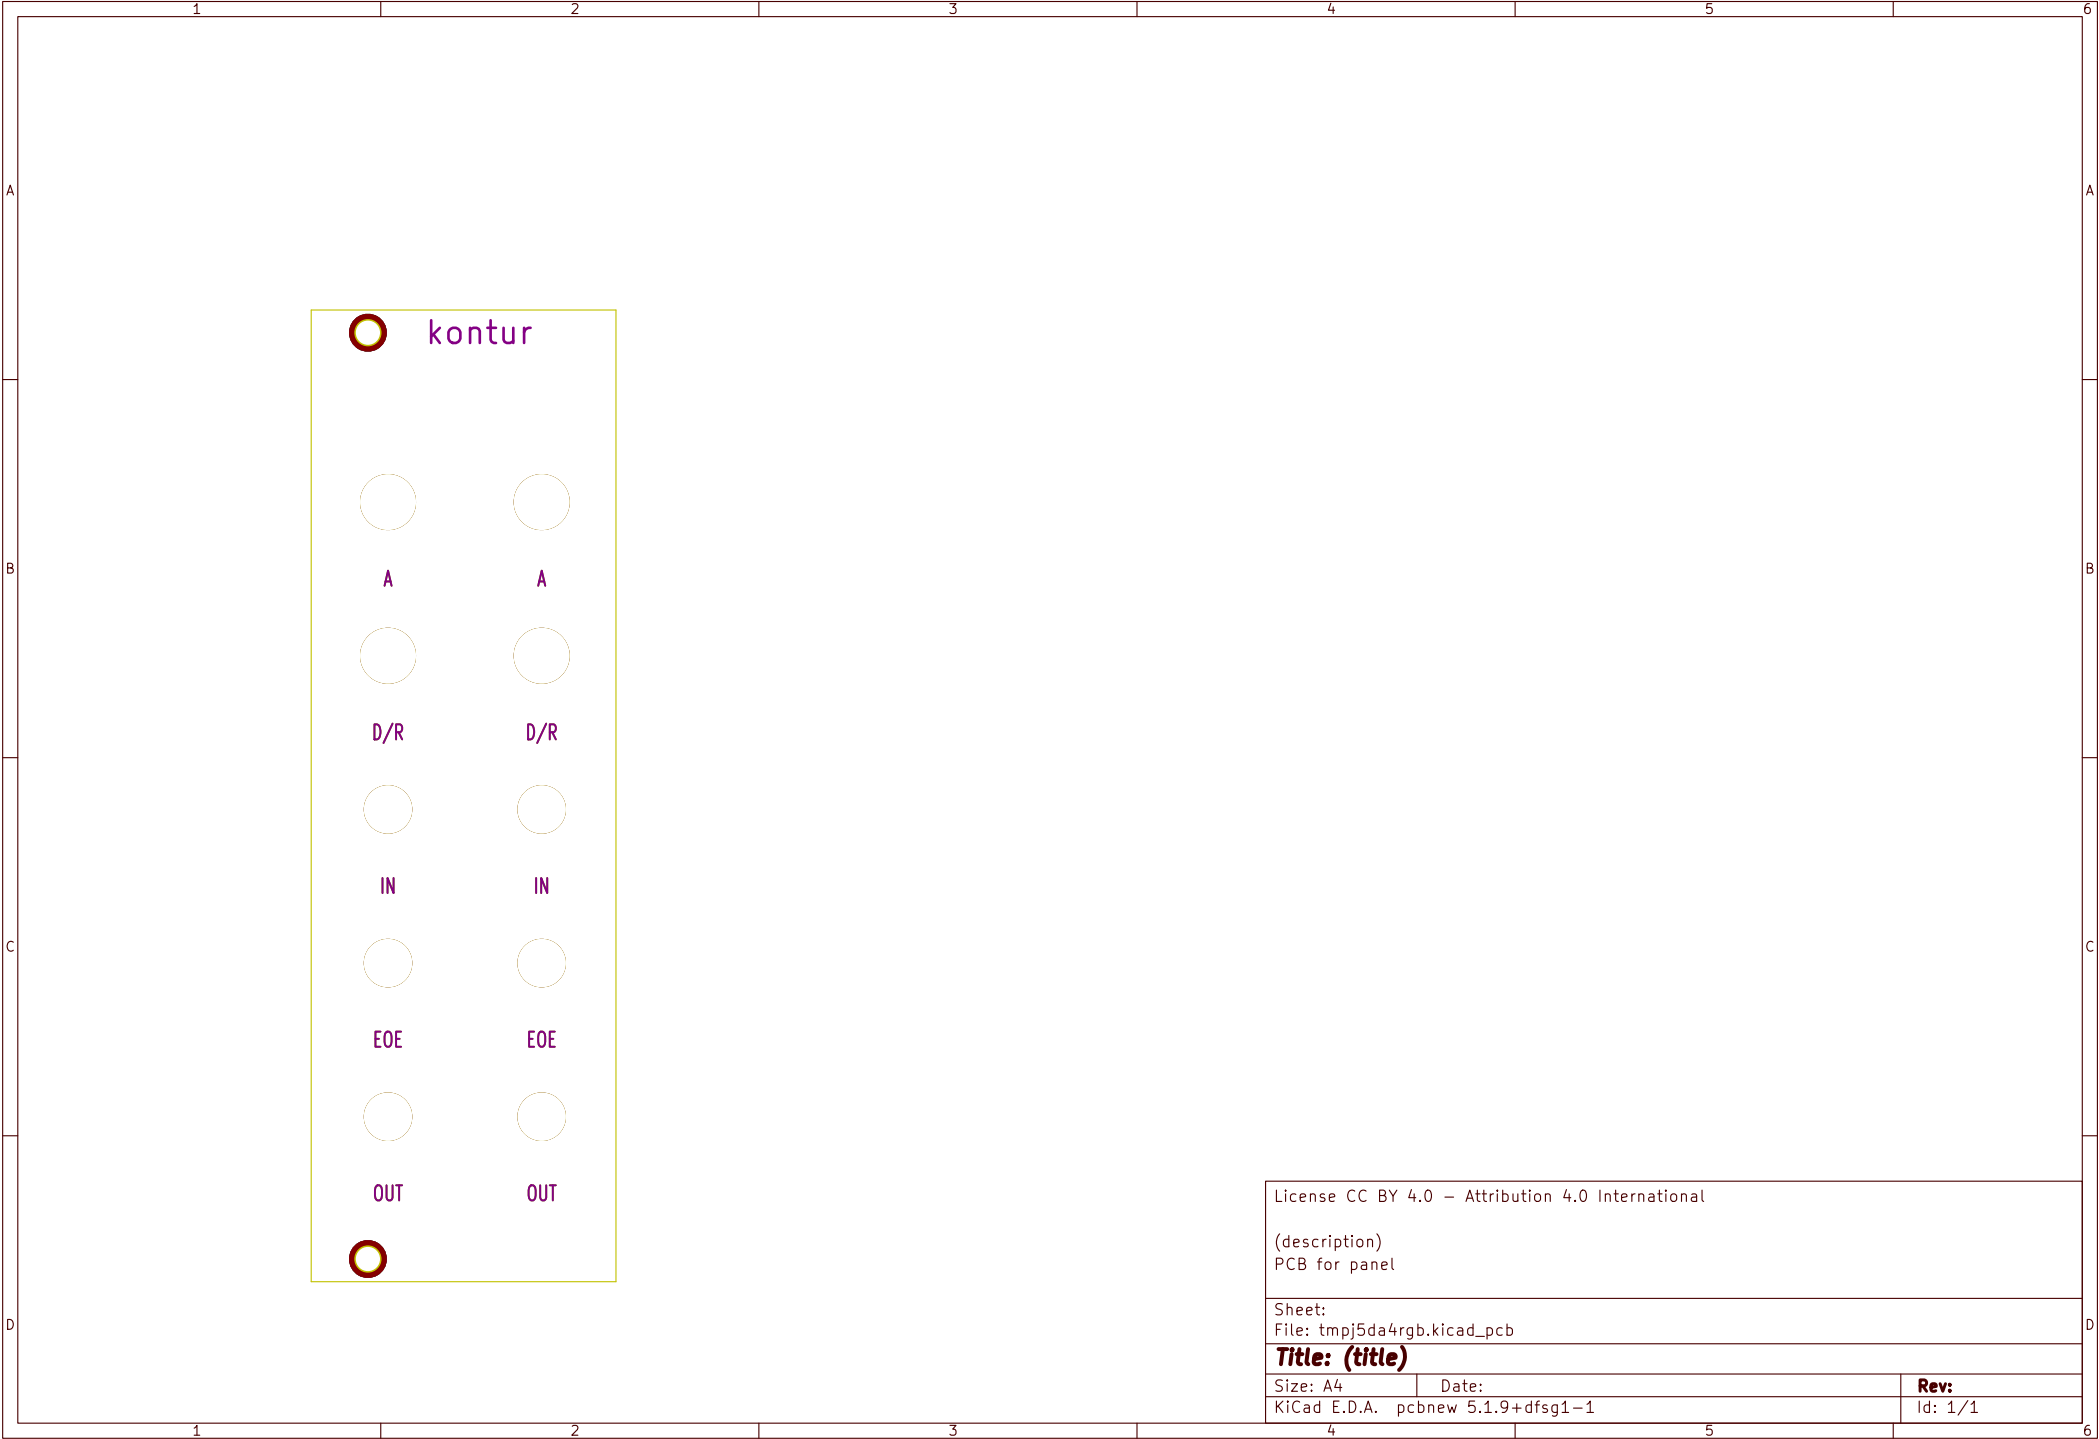 1 2 3 4 5 6
A A
kontur
A A
B B
D/R D/R
IN IN
C C
EOE EOE
OUT OUT
License CC BY 4.0 – Attribution 4.0 International
(description)
PCB for panel
Sheet:
D D
File: tmpj5da4rgb.kicad_pcb
Title: (title)
Size: A4 Date: Rev:
KiCad E.D.A. pcbnew 5.1.9+dfsg1-1 Id: 1/1
1 2 3 4 5 6